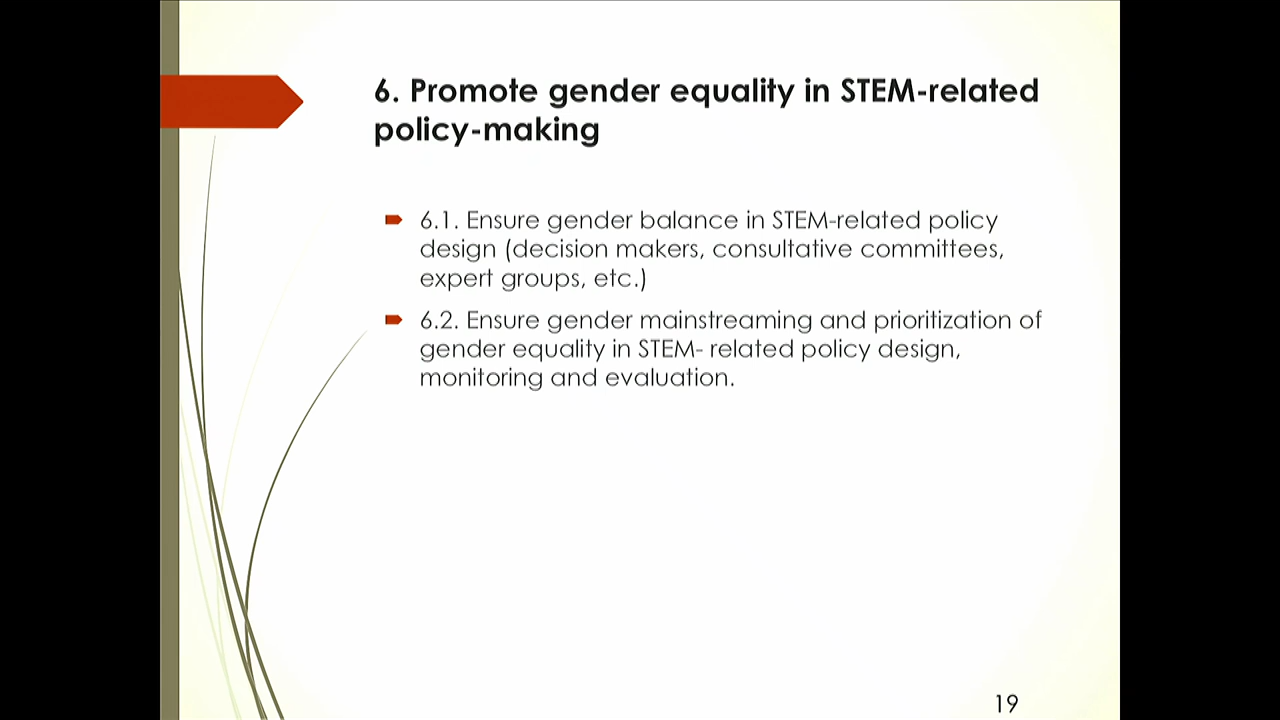 6. Promote gender equality in STEM-related
policy-making
6.1. Ensure gender balance in STEM-related policy
design (decision makers, consultative committees,
expert groups, etc.)
6.2. Ensure gender mainstreaming and prioritization of
gender equality in STEM- related policy design,
monitoring and evaluation.
19